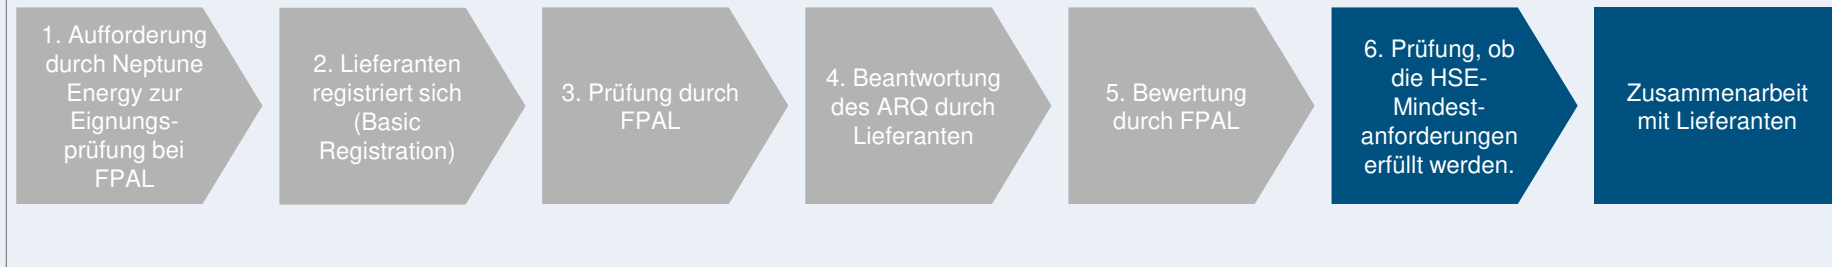 1. Aufforderung
durch Neptune
Energy zur
Eignungs-
prüfung bei
FPAL
2. Lieferanten
registriert sich
(Basic
Registration)
3. Prüfung durch
FPAL
4. Beantwortung
des ARQ durch
Lieferanten
5. Bewertung
durch FPAL
6. Prüfung, ob
die HSE-
Mindest-
anforderungen
erfüllt werden.
Zusammenarbeit
mit Lieferanten